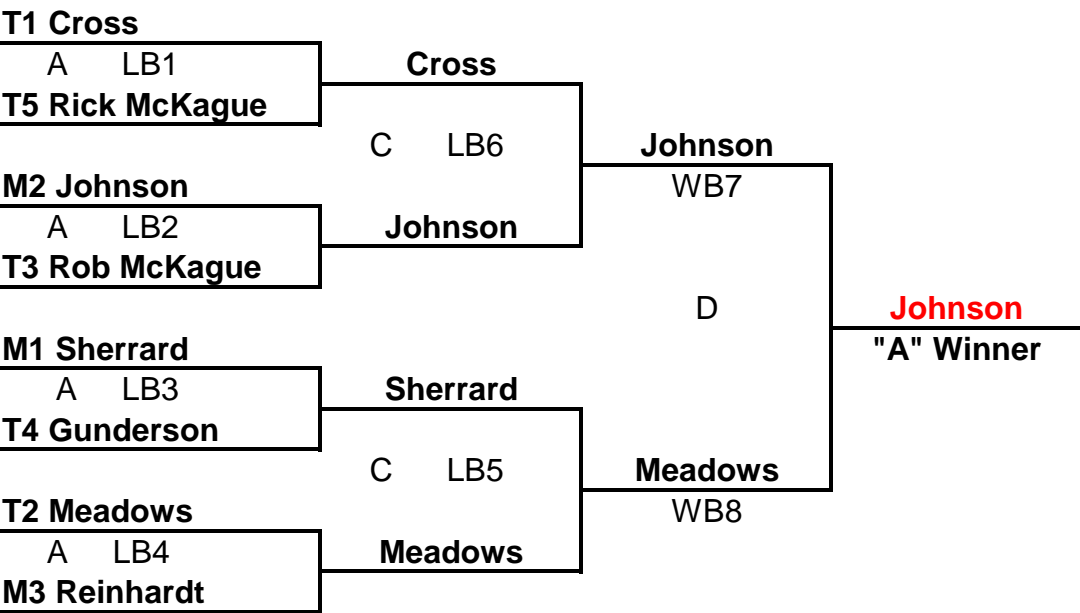 T1 Cross
A LB1
Cross
T5 Rick McKague
C LB6
Johnson
M2 Johnson
WB7
A LB2
Johnson
T3 Rob McKague
D
Johnson
M1 Sherrard
"A" Winner
A LB3
Sherrard
T4 Gunderson
C LB5
Meadows
T2 Meadows
WB8
A LB4
Meadows
M3 Reinhardt